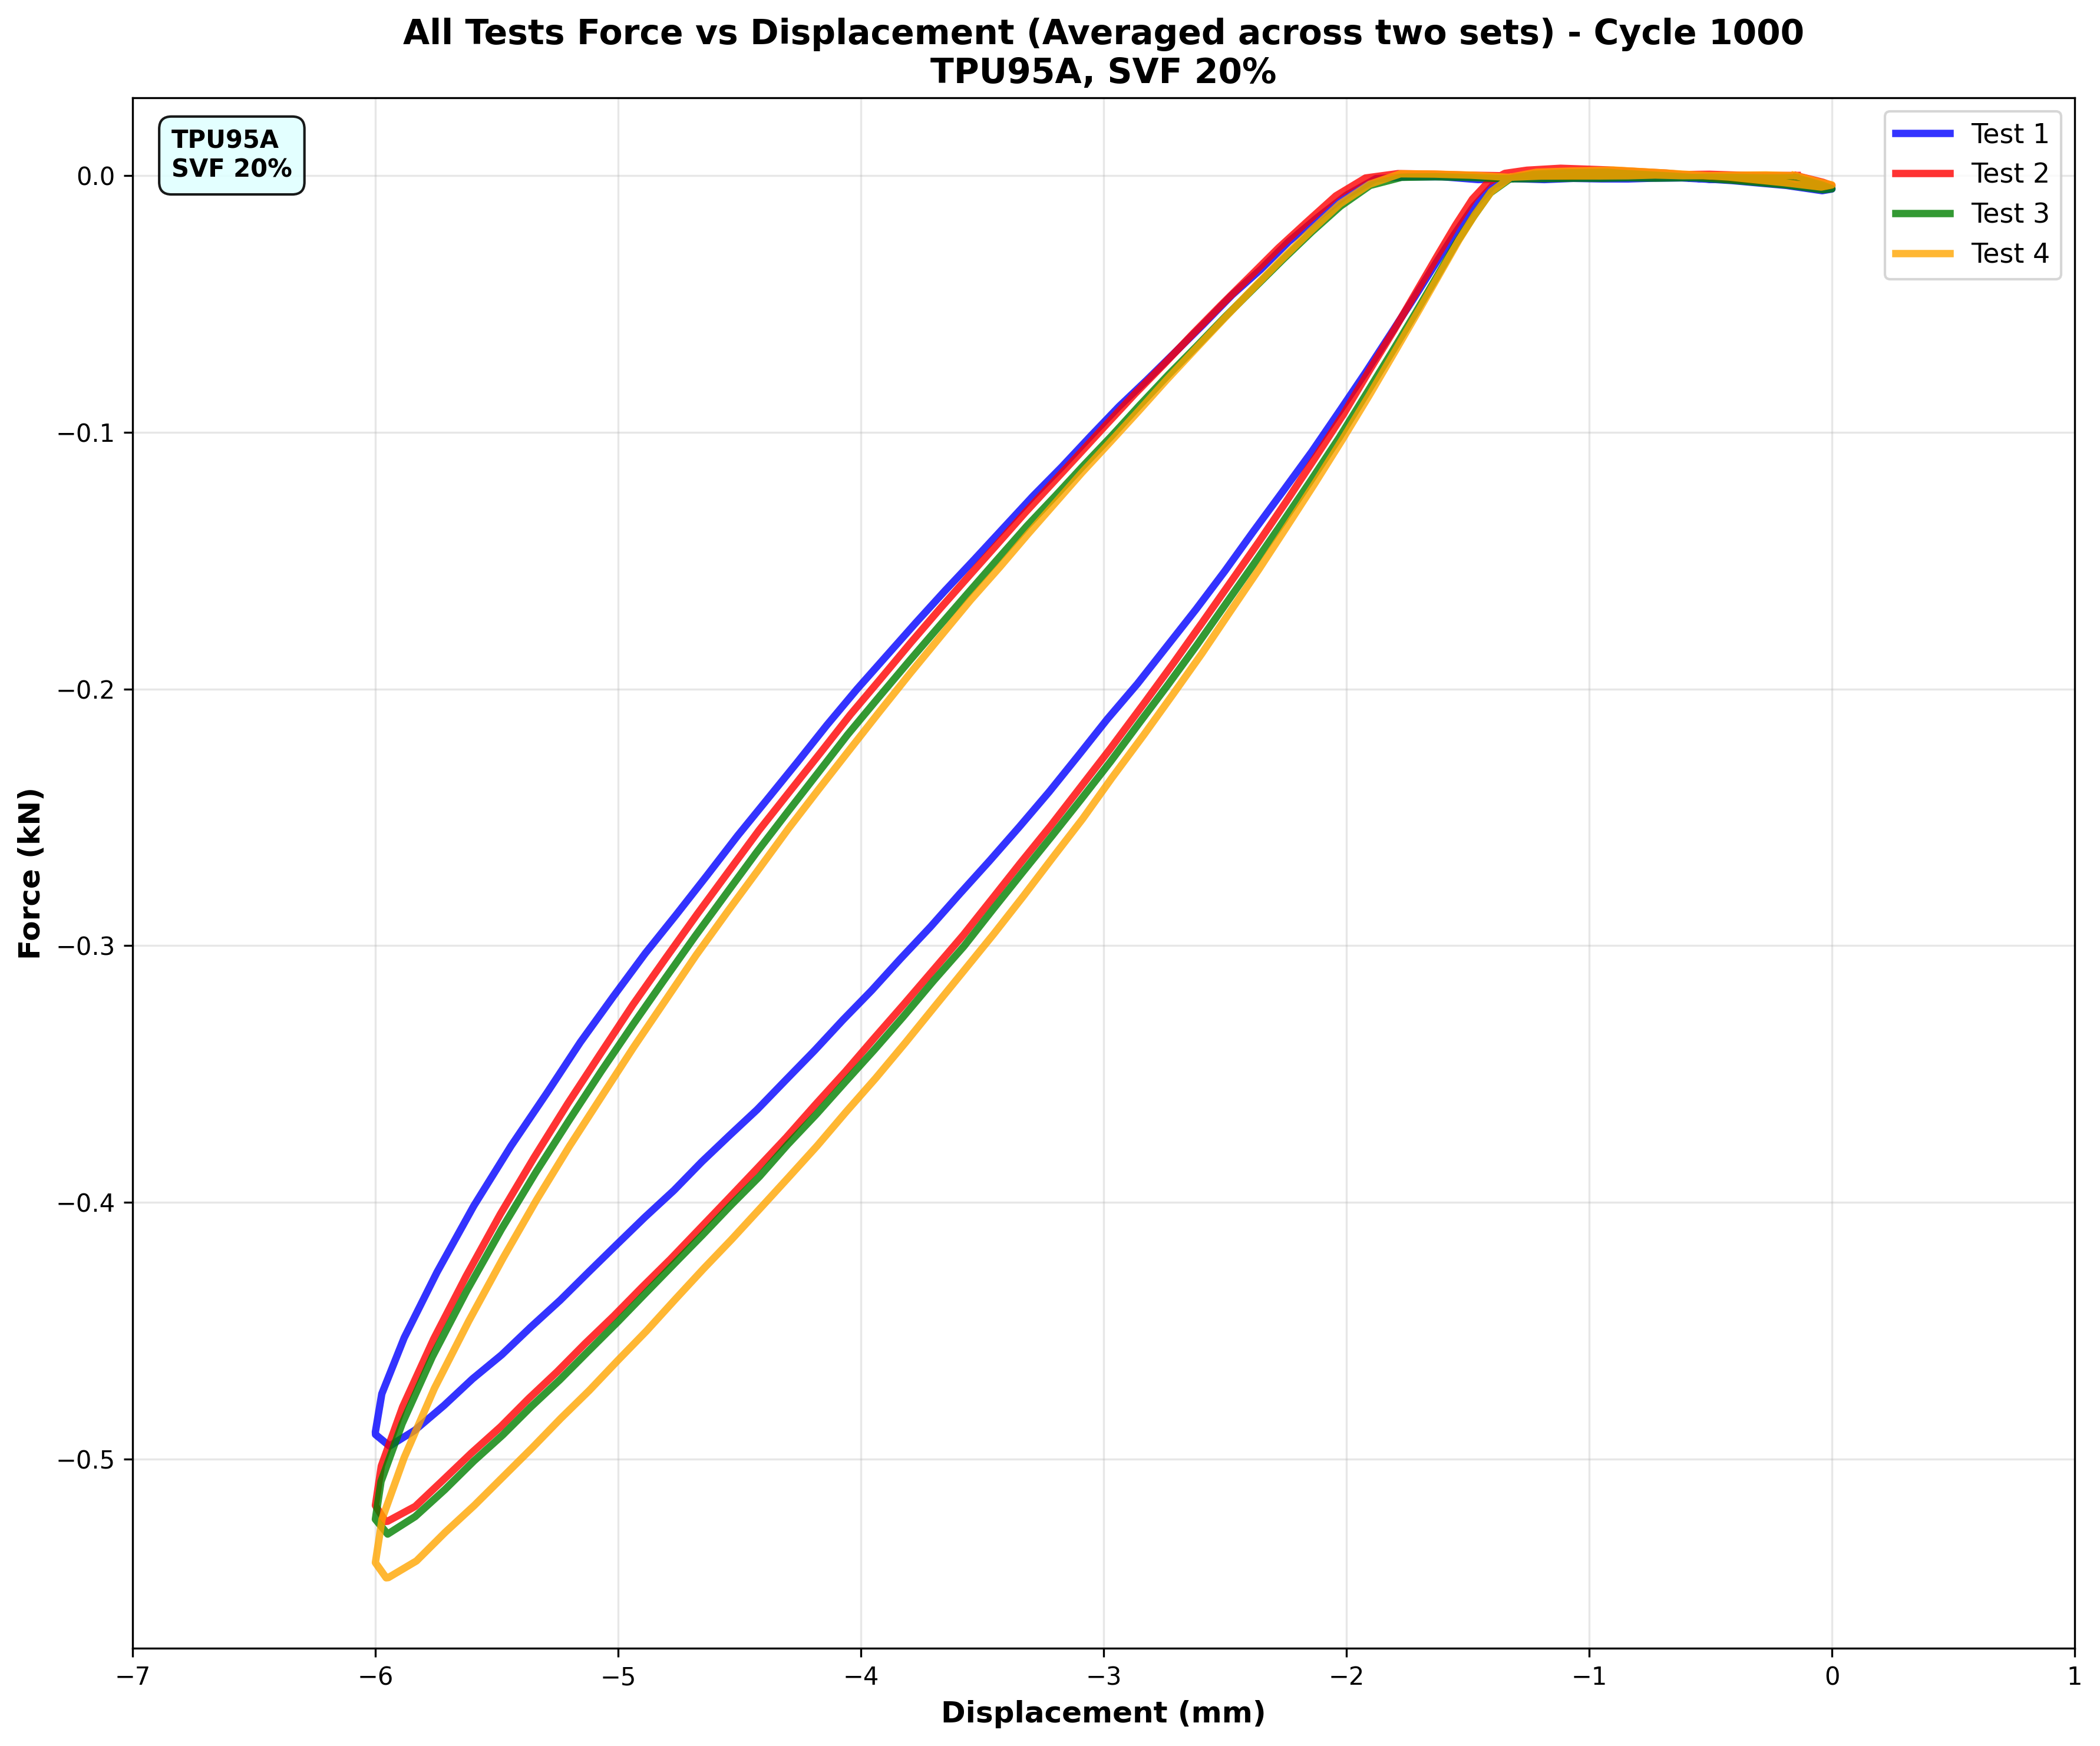 All Tests Force vs Displacement (Averaged across two sets) - Cycle 1000
TPU95A, SVF 20%
TPU95A
SVF 20%
Test 1
Test 2
Test 3
Test 4
0.0
−0.1
−0.2
−0.3
−0.4
−0.5
Force (kN)
−7 −6 −5 −4 −3 −2 −1 0 1
Displacement (mm)